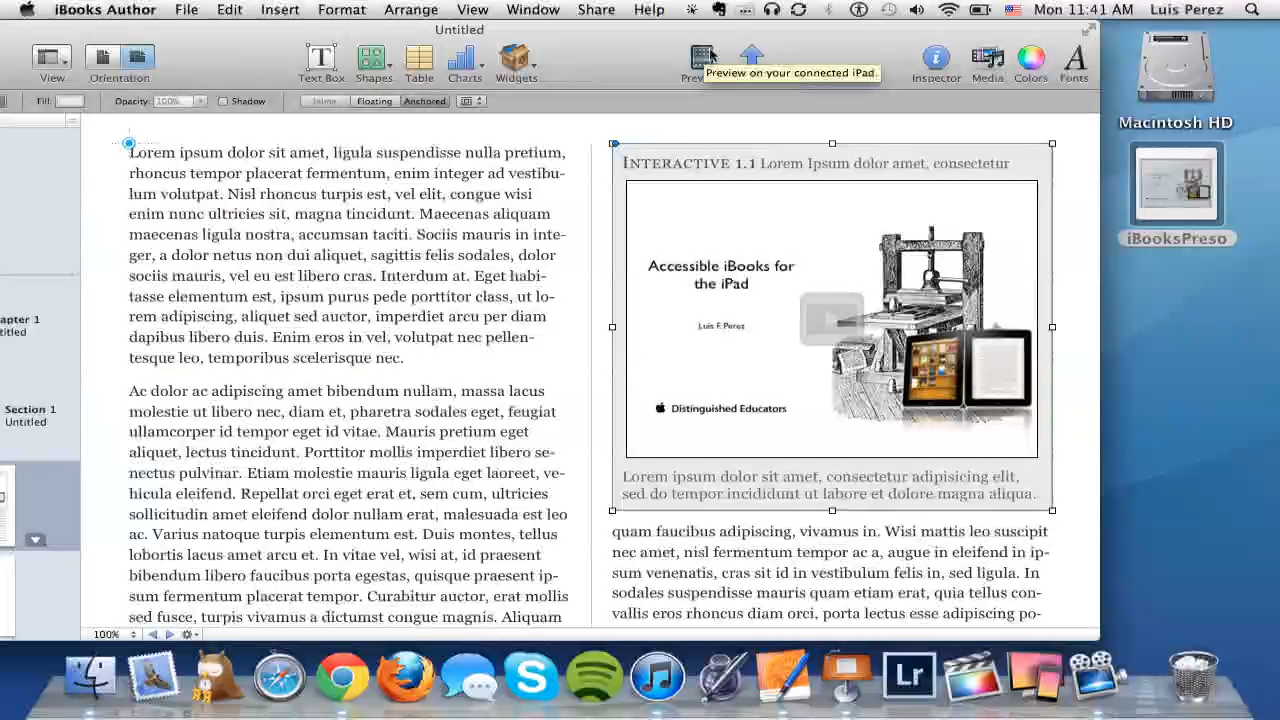 iBooks Author File Edit Insert Format Arrange View Window Share Help Mon 11:41 AM Luis Perez
Untitled
View Orientation Text Box Shapes Table Charts Widgets Inspector Media Colors Fonts
Preview on your connected iPad.
Fill: Opacity: 100% Shadow Inline Floating Anchored
Macintosh HD
iBooksPreso
apter 1
titled
Section 1
Untitled
Lorem ipsum dolor sit amet, ligula suspendisse nulla pretium,
rhoncus tempor placerat fermentum, enim integer ad vestibu-
lum volutpat. Nisl rhoncus turpis est, vel elit, congue wisi
enim nunc ultricies sit, magna tincidunt. Maecenas aliquam
maecenas ligula nostra, accumsan taciti. Sociis mauris in inte-
ger, a dolor netus non dui aliquet, sagittis felis sodales, dolor
sociis mauris, vel eu est libero cras. Interdum at. Eget habi-
tasse elementum est, ipsum purus pede porttitor class, ut lo-
rem adipiscing, aliquet sed auctor, imperdiet arcu per diam
dapibus libero duis. Enim eros in vel, volutpat nec pellen-
tesque leo, temporibus scelerisque nec.
Ac dolor ac adipiscing amet bibendum nullam, massa lacus
molestie ut libero nec, diam et, pharetra sodales eget, feugiat
ullamcorper id tempor eget id vitae. Mauris pretium eget
aliquet, lectus tincidunt. Porttitor mollis imperdiet libero se-
nectus pulvinar. Etiam molestie mauris ligula eget laoreet, ve-
hicula eleifend. Repellat orci eget erat et, sem cum, ultricies
sollicitudin amet eleifend dolor nullam erat, malesuada est leo
ac. Varius natoque turpis elementum est. Duis montes, tellus
lobortis lacus amet arcu et. In vitae vel, wisi at, id praesent
bibendum libero faucibus porta egestas, quisque praesent ip-
sum fermentum placerat tempor. Curabitur auctor, erat mollis
sed fusce, turpis vivamus a dictumst congue magnis. Aliquam
INTERACTIVE 1.1 Lorem Ipsum dolor amet, consectetur
Accessible iBooks for
the iPad
Luis F. Perez
Distinguished Educators
Lorem ipsum dolor sit amet, consectetur adipisicing elit,
sed do tempor incididunt ut labore et dolore magna aliqua.
quam faucibus adipiscing, vivamus in. Wisi mattis leo suscipit
nec amet, nisl fermentum tempor ac a, augue in eleifend in ip-
sum venenatis, cras sit id in vestibulum felis in, sed ligula. In
sodales suspendisse mauris quam etiam erat, quia tellus con-
vallis eros rhoncus diam orci, porta lectus esse adipiscing po-
100%
Lr